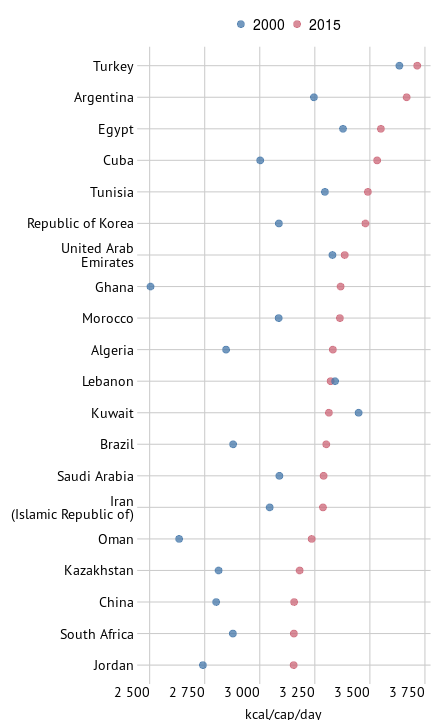 2000 2015
Turkey
Argentina
Egypt
Cuba
Tunisia
Republic of Korea
United Arab
Emirates
Ghana
Morocco
Algeria
Lebanon
Kuwait
Brazil
Saudi Arabia
Iran
(Islamic Republic of)
Oman
Kazakhstan
China
South Africa
Jordan
2 500 2 750 3 000 3 250 3 500 3 750
kcal/cap/day